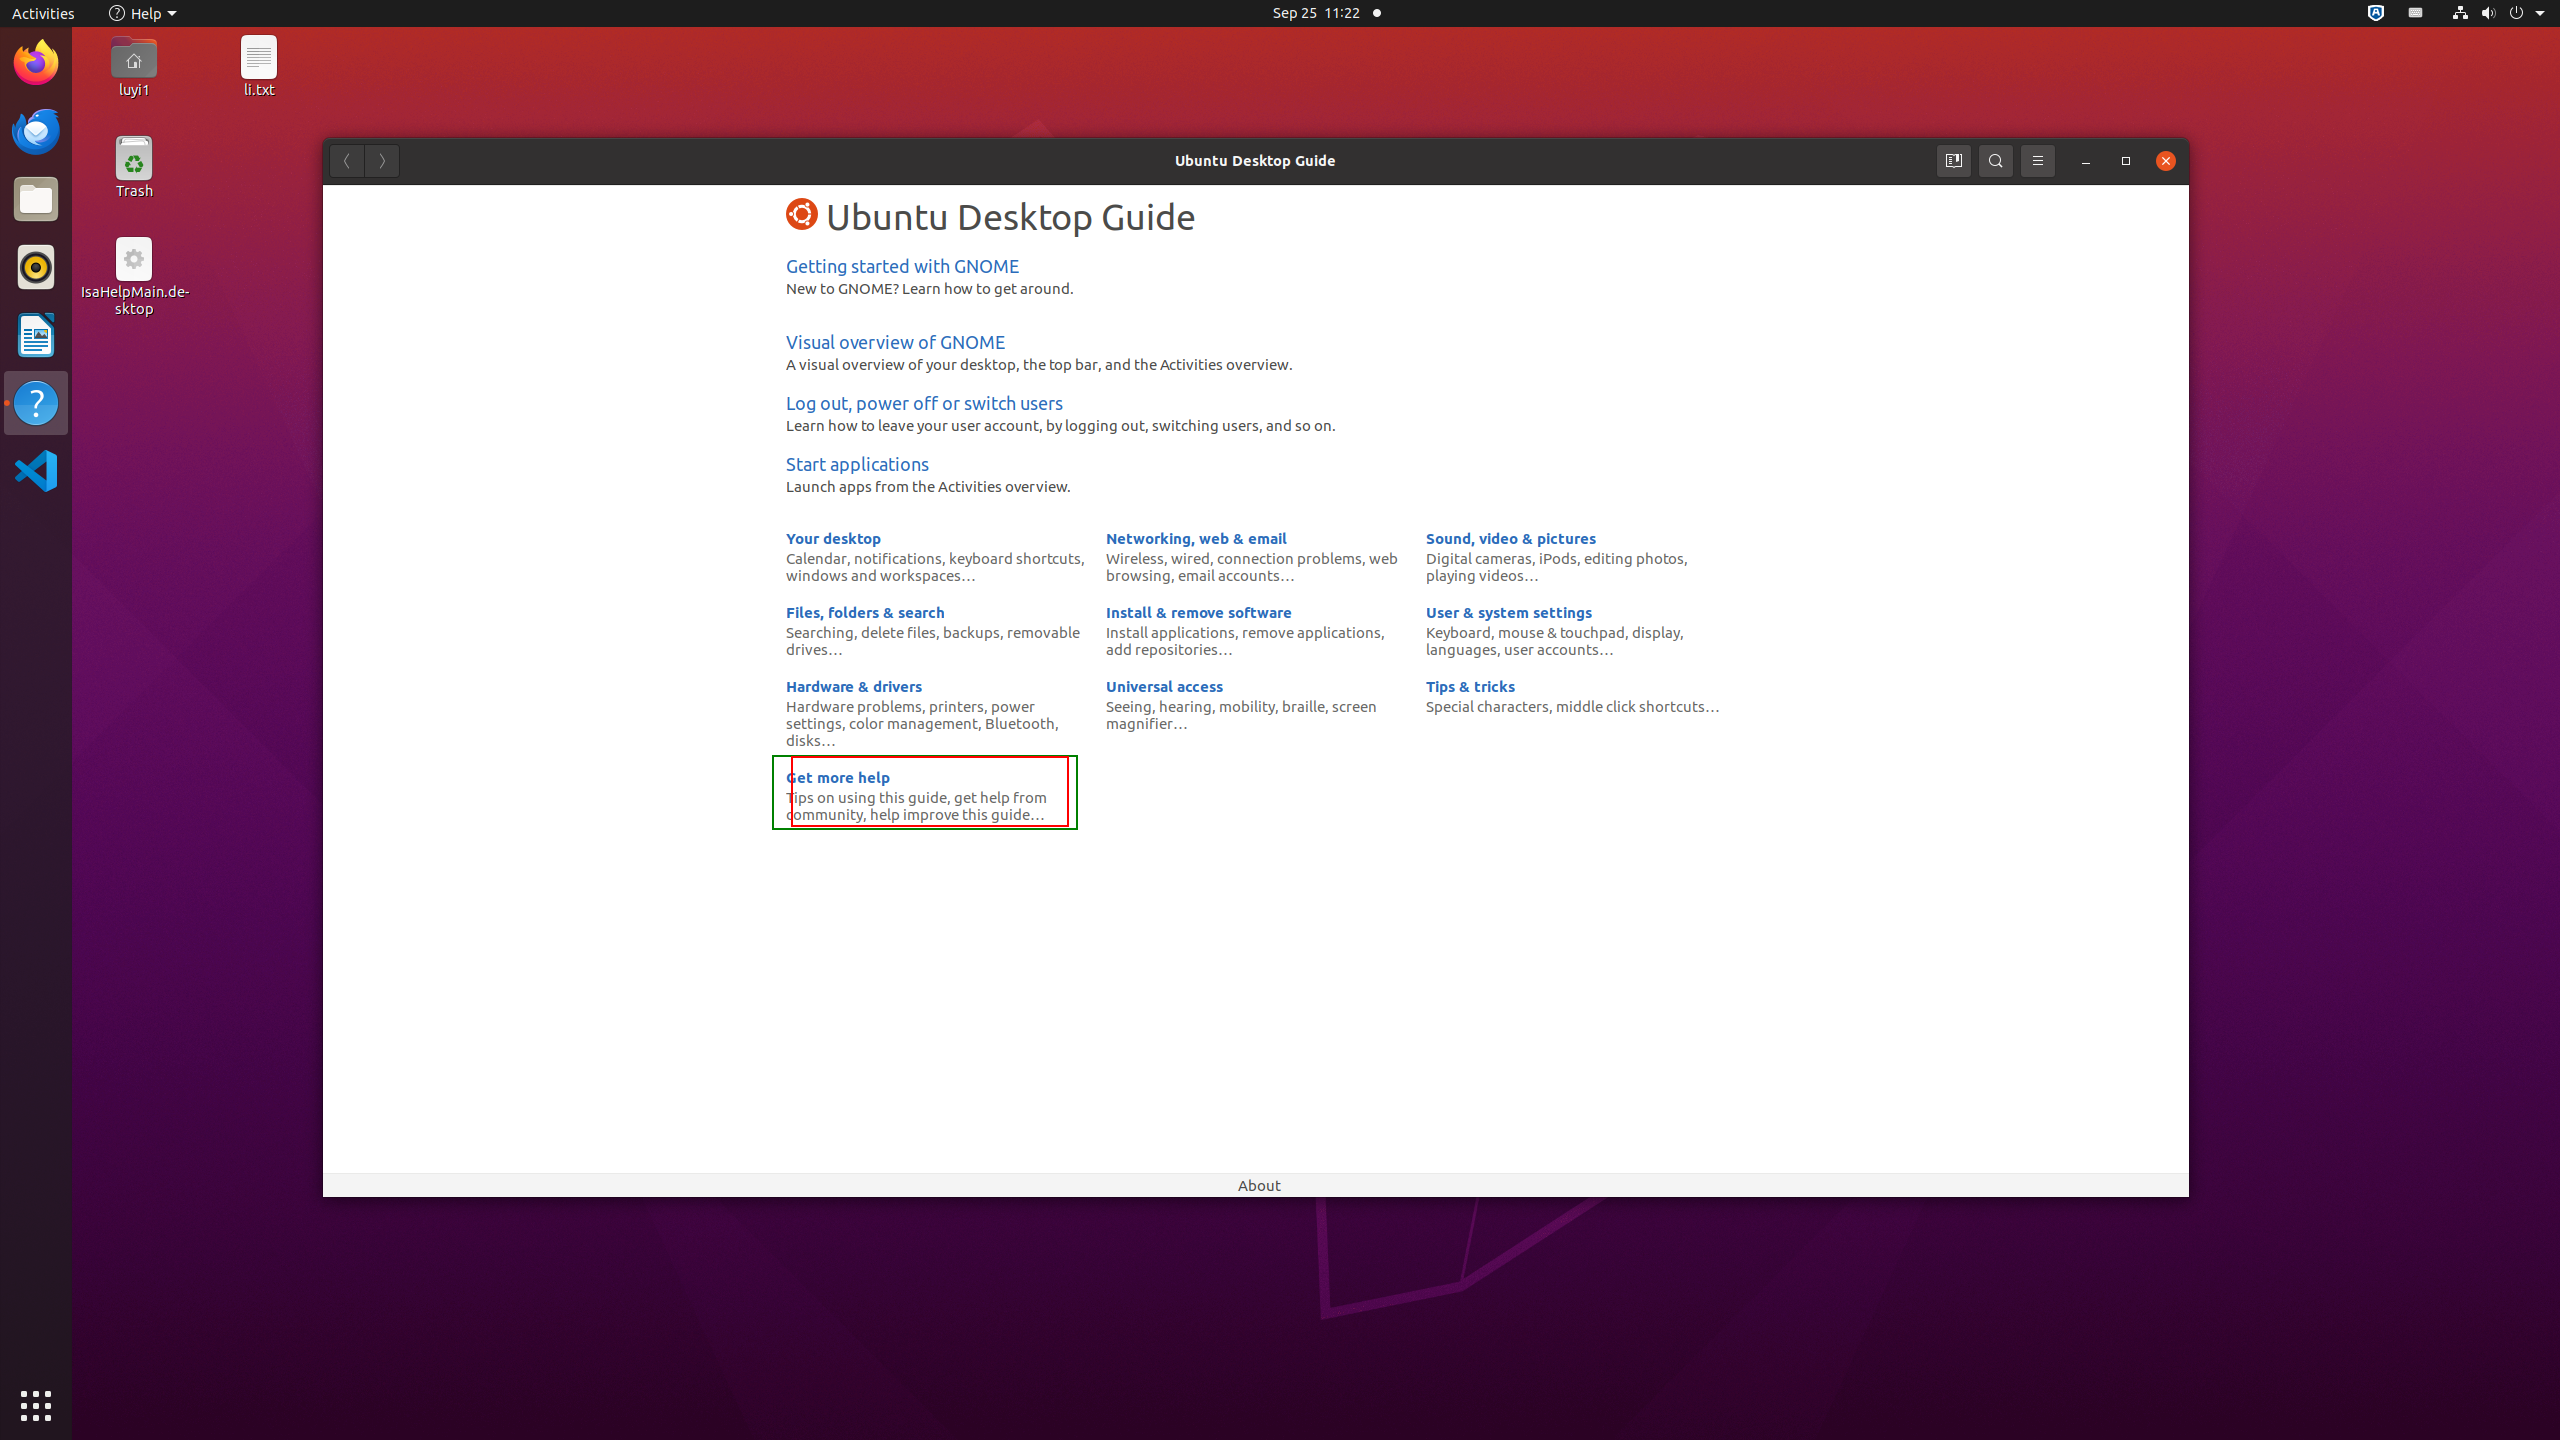 Activities
Help
Sep 25 11:22
luyi1
li.txt
Trash
IsaHelpMain.de-
sktop
Ubuntu Desktop Guide
Ubuntu Desktop Guide
Getting started with GNOME
New to GNOME? Learn how to get around.
Visual overview of GNOME
A visual overview of your desktop, the top bar, and the Activities overview.
Log out, power off or switch users
Learn how to leave your user account, by logging out, switching users, and so on.
Start applications
Launch apps from the Activities overview.
Your desktop
Calendar, notifications, keyboard shortcuts,
windows and workspaces…
Networking, web & email
Wireless, wired, connection problems, web
browsing, email accounts…
Sound, video & pictures
Digital cameras, iPods, editing photos,
playing videos…
Files, folders & search
Searching, delete files, backups, removable
drives…
Install & remove software
Install applications, remove applications,
add repositories…
User & system settings
Keyboard, mouse & touchpad, display,
languages, user accounts…
Hardware & drivers
Hardware problems, printers, power
settings, color management, Bluetooth,
disks…
Universal access
Seeing, hearing, mobility, braille, screen
magnifier…
Tips & tricks
Special characters, middle click shortcuts…
Get more help
Tips on using this guide, get help from
community, help improve this guide…
About